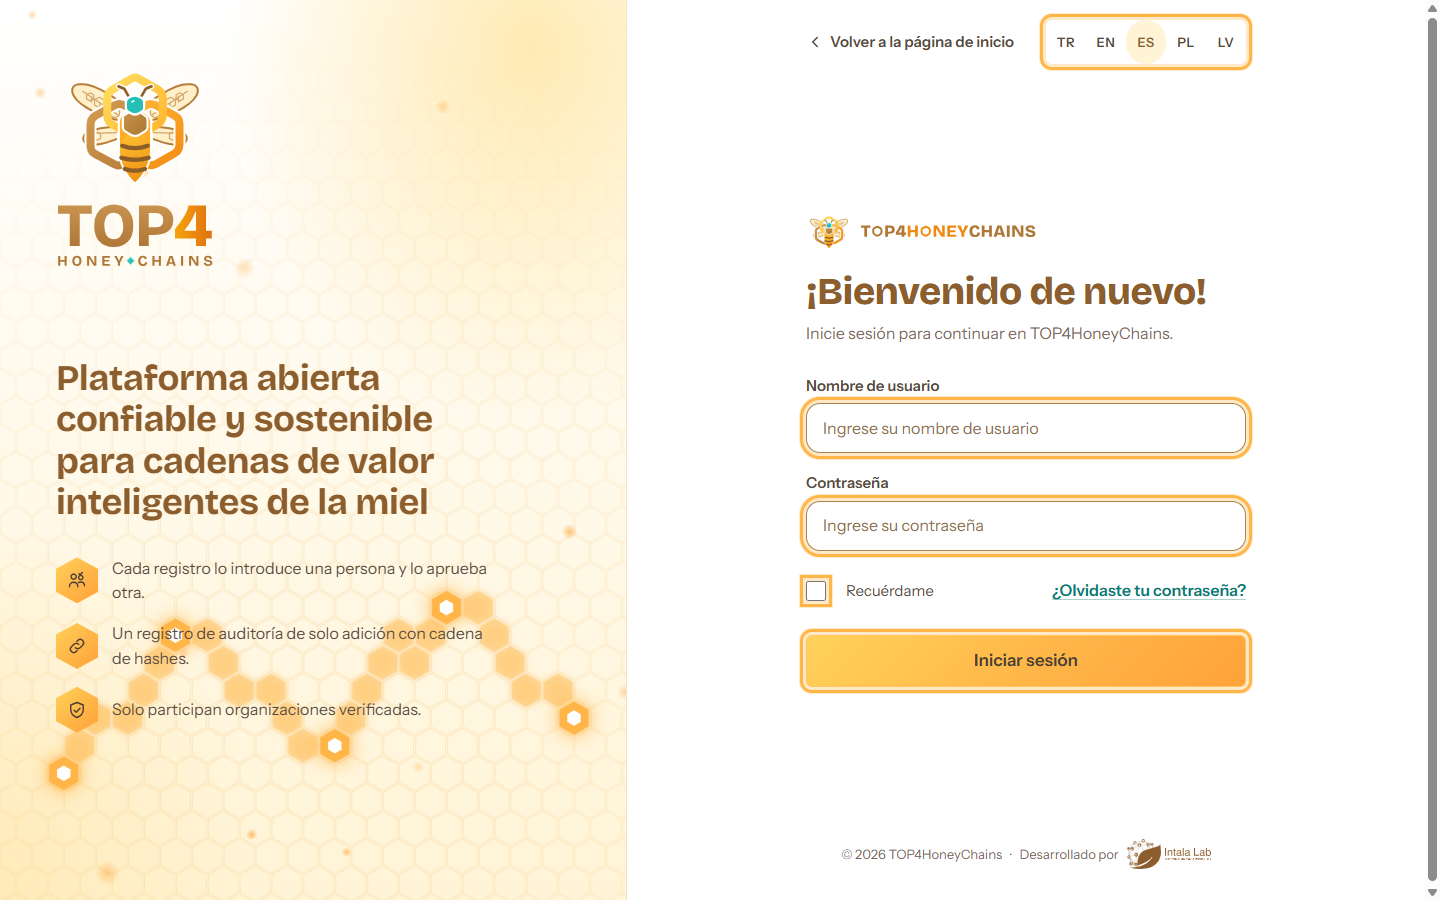 TOP4
HONEY CHAINS
Plataforma abierta
confiable y sostenible
para cadenas de valor
inteligentes de la miel
Cada registro lo introduce una persona y lo aprueba
otra.
Un registro de auditoría de solo adición con cadena
de hashes.
Solo participan organizaciones verificadas.
Volver a la página de inicio
TR EN ES PL LV
TOP4HONEYCHAINS
¡Bienvenido de nuevo!
Inicie sesión para continuar en TOP4HoneyChains.
Nombre de usuario
Ingrese su nombre de usuario
Contraseña
Ingrese su contraseña
Recuérdame
¿Olvidaste tu contraseña?
Iniciar sesión
© 2026 TOP4HoneyChains · Desarrollado por
Intala Lab